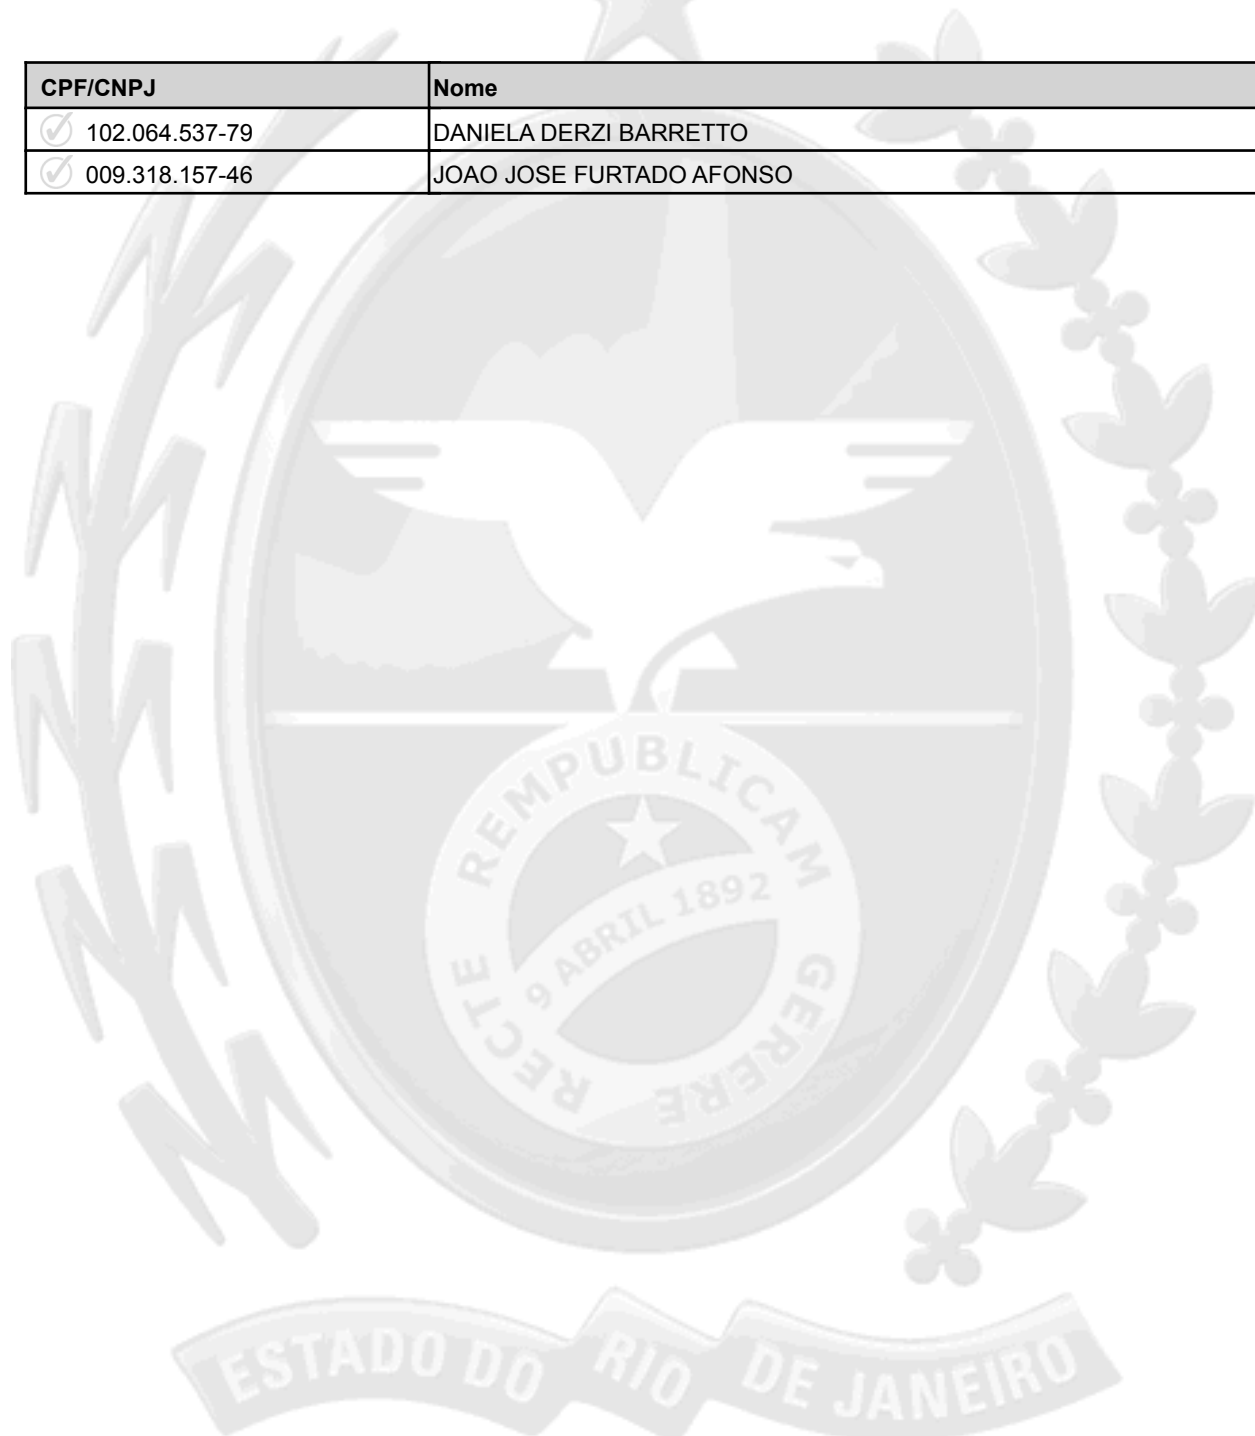 CPF/CNPJ Nome
102.064.537-79 DANIELA DERZI BARRETTO
009.318.157-46 JOAO JOSE FURTADO AFONSO
REMPUBLICAM
9 ABRIL 1892
RECTE GERERE
ESTADO DO RIO DE JANEIRO